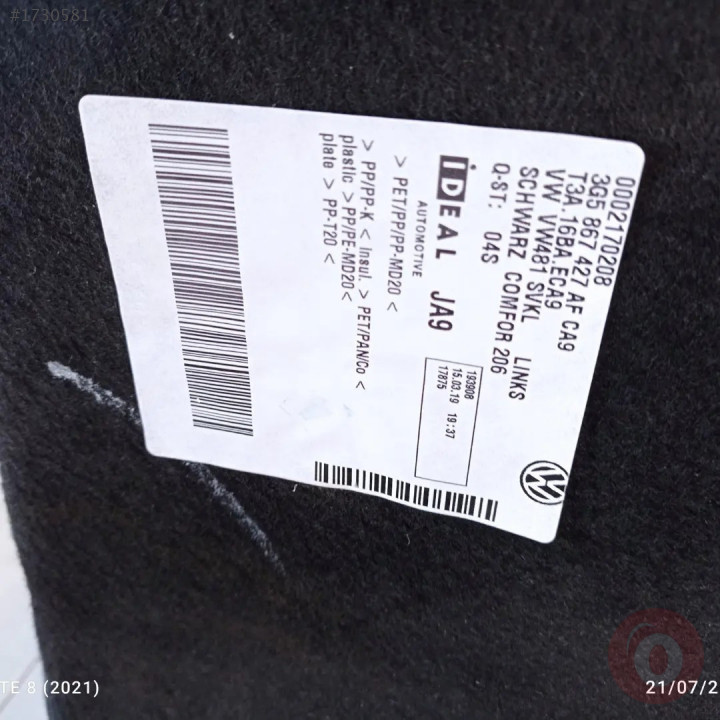 #1730981
0002170208
3G5 867 427 AF CA9
T3A.16BA.ECA9
VW VW481 SVKL LINKS
SCHWARZ COMFOR 206
Q-ST: 04S
iDEAL JA9
AUTOMOTIVE
193908
15.03.19 19:37
17875
> PET/PP/PP-MD20 <
> PP/PP-K < Insul. > PET/PAN/Co <
plastic > PP/PE-MD20<
plate > PP-T20 <
TE 8 (2021)
21/07/2